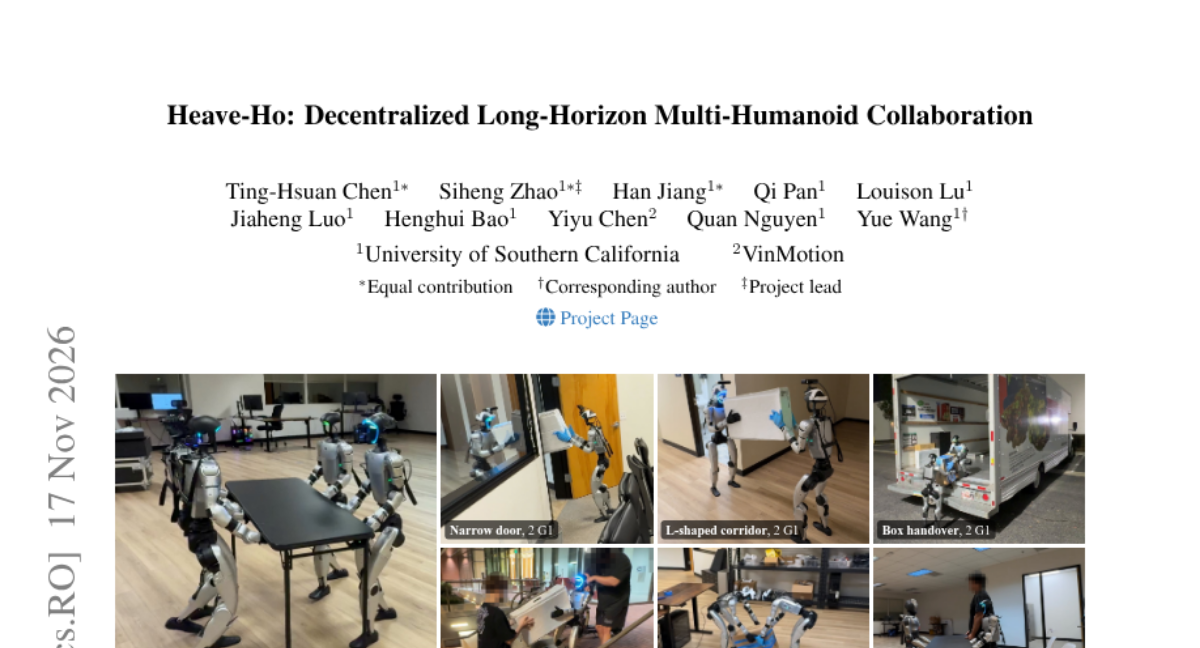 Heave-Ho: Decentralized Long-Horizon Multi-Humanoid Collaboration
Ting-Hsuan Chen1* Siheng Zhao1*‡ Han Jiang1* Qi Pan1 Louison Lu1
Jiaheng Luo1 Henghui Bao1 Yiyu Chen2 Quan Nguyen1 Yue Wang1†
1University of Southern California 2VinMotion
*Equal contribution †Corresponding author ‡Project lead
Project Page
cs.RO] 17 Nov 2026
Narrow door, 2 G1
L-shaped corridor, 2 G1
Box handover, 2 G1